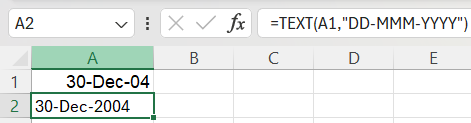 A2 fx =TEXT(A1,"DD-MMM-YYYY")
A B C D E
1 30-Dec-04
2 30-Dec-2004